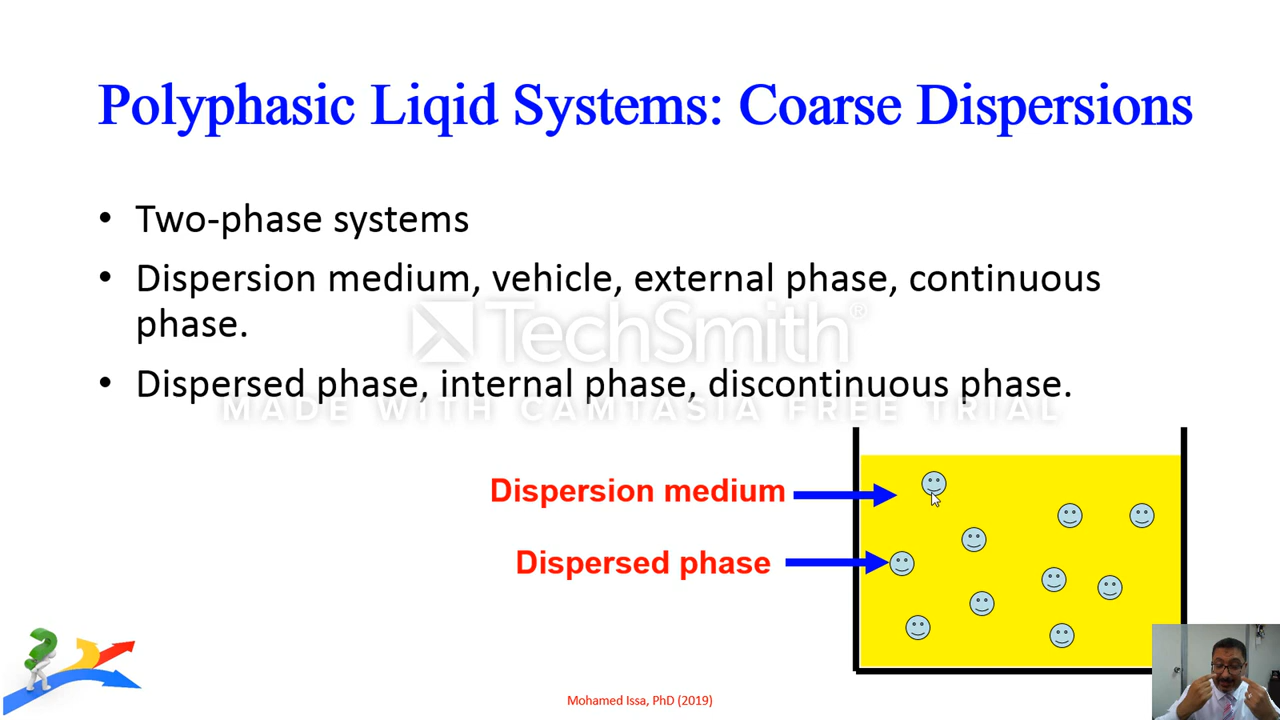 Polyphasic Liqid Systems: Coarse Dispersions
• Two-phase systems
• Dispersion medium, vehicle, external phase, continuous
phase.
TechSmith®
• Dispersed phase, internal phase, discontinuous phase.
MADE WITH CAMTASIA FREE TRIAL
Dispersion medium
Dispersed phase
Mohamed Issa, PhD (2019)